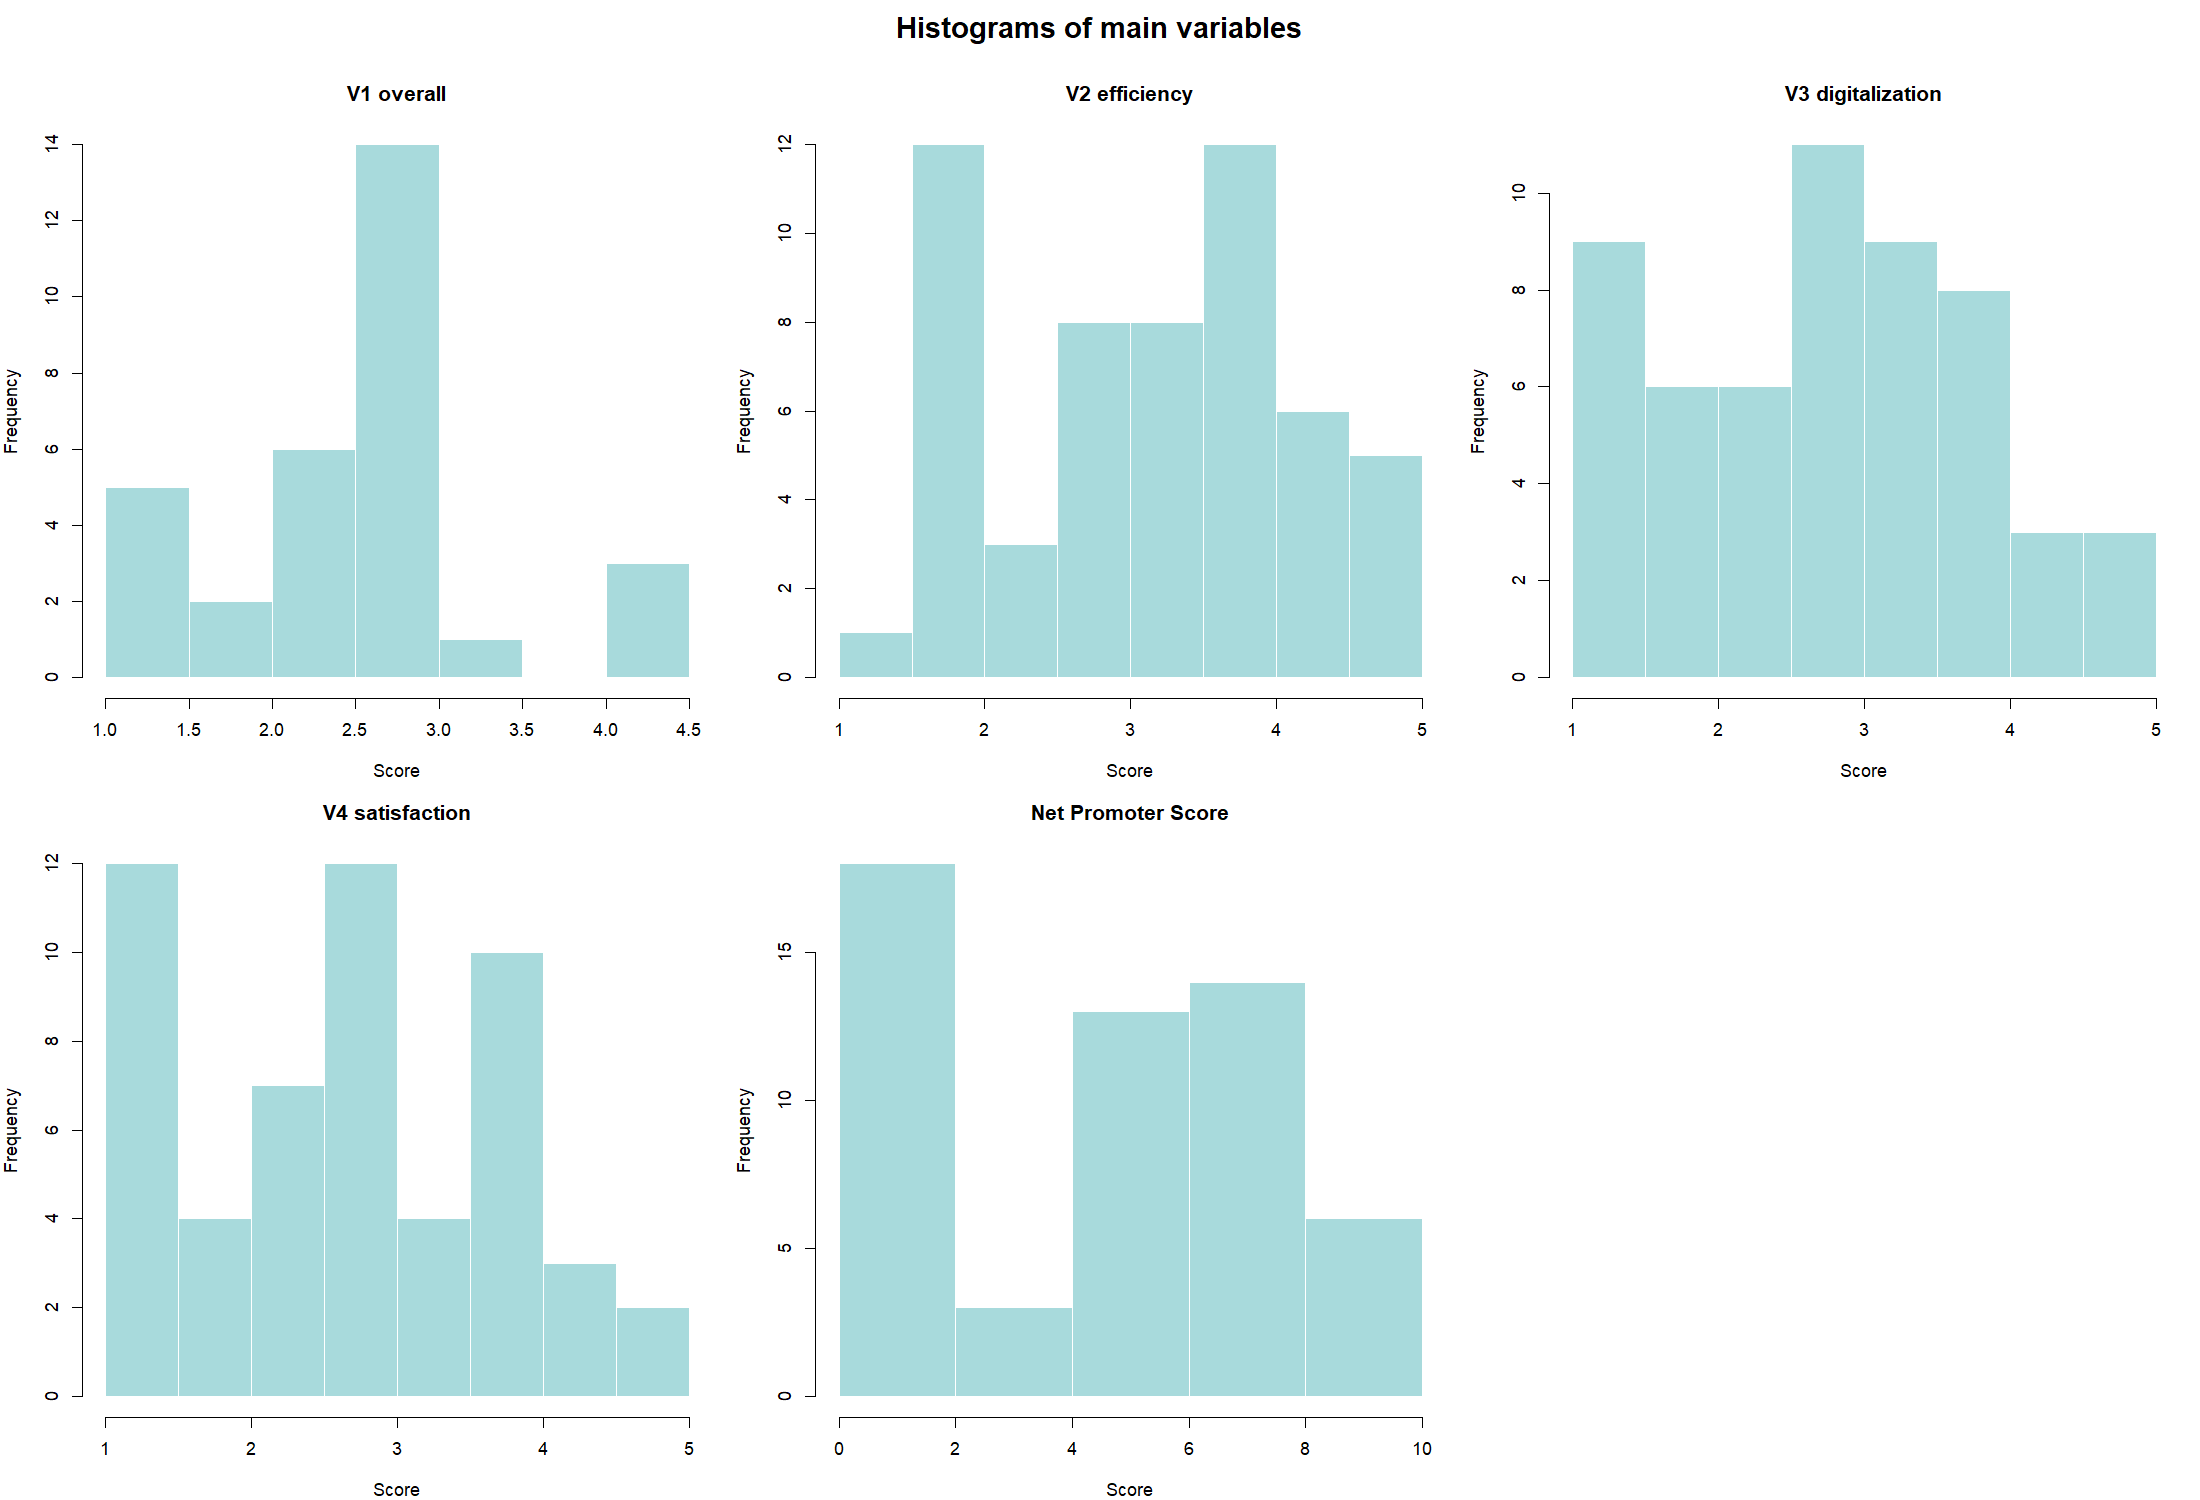 Histograms of main variables
V1 overall
V2 efficiency
V3 digitalization
Frequency
0 2 4 6 8 10 12 14
1.0 1.5 2.0 2.5 3.0 3.5 4.0 4.5
Score
Frequency
0 2 4 6 8 10 12
1 2 3 4 5
Score
Frequency
0 2 4 6 8 10
1 2 3 4 5
Score
V4 satisfaction
Net Promoter Score
Frequency
0 2 4 6 8 10 12
1 2 3 4 5
Score
Frequency
0 5 10 15
0 2 4 6 8 10
Score